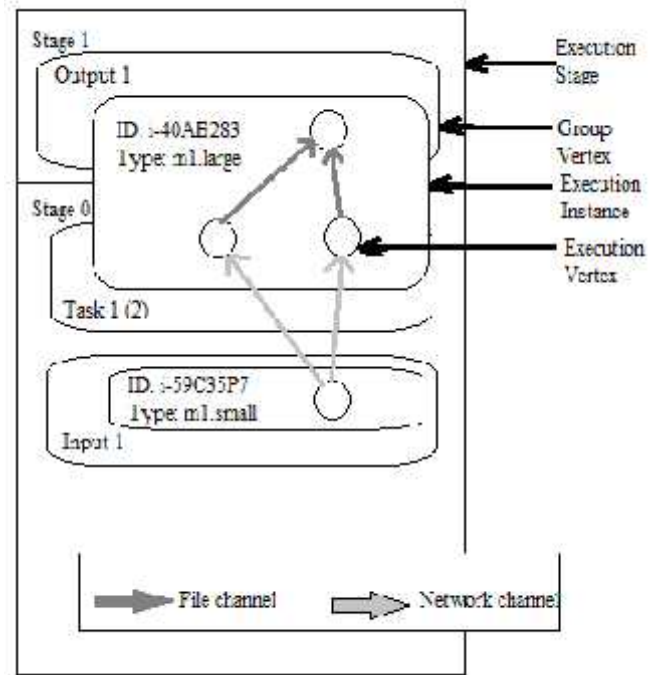 Stage 1
Output 1
ID: i-40AE283
Type: m1.large
Stage 0
Task 1 (2)
ID: i-59C35P7
Type: m1.small
Input 1
Execution
Stage
Group
Vertex
Execution
Instance
Execution
Vertex
File channel
Network channel